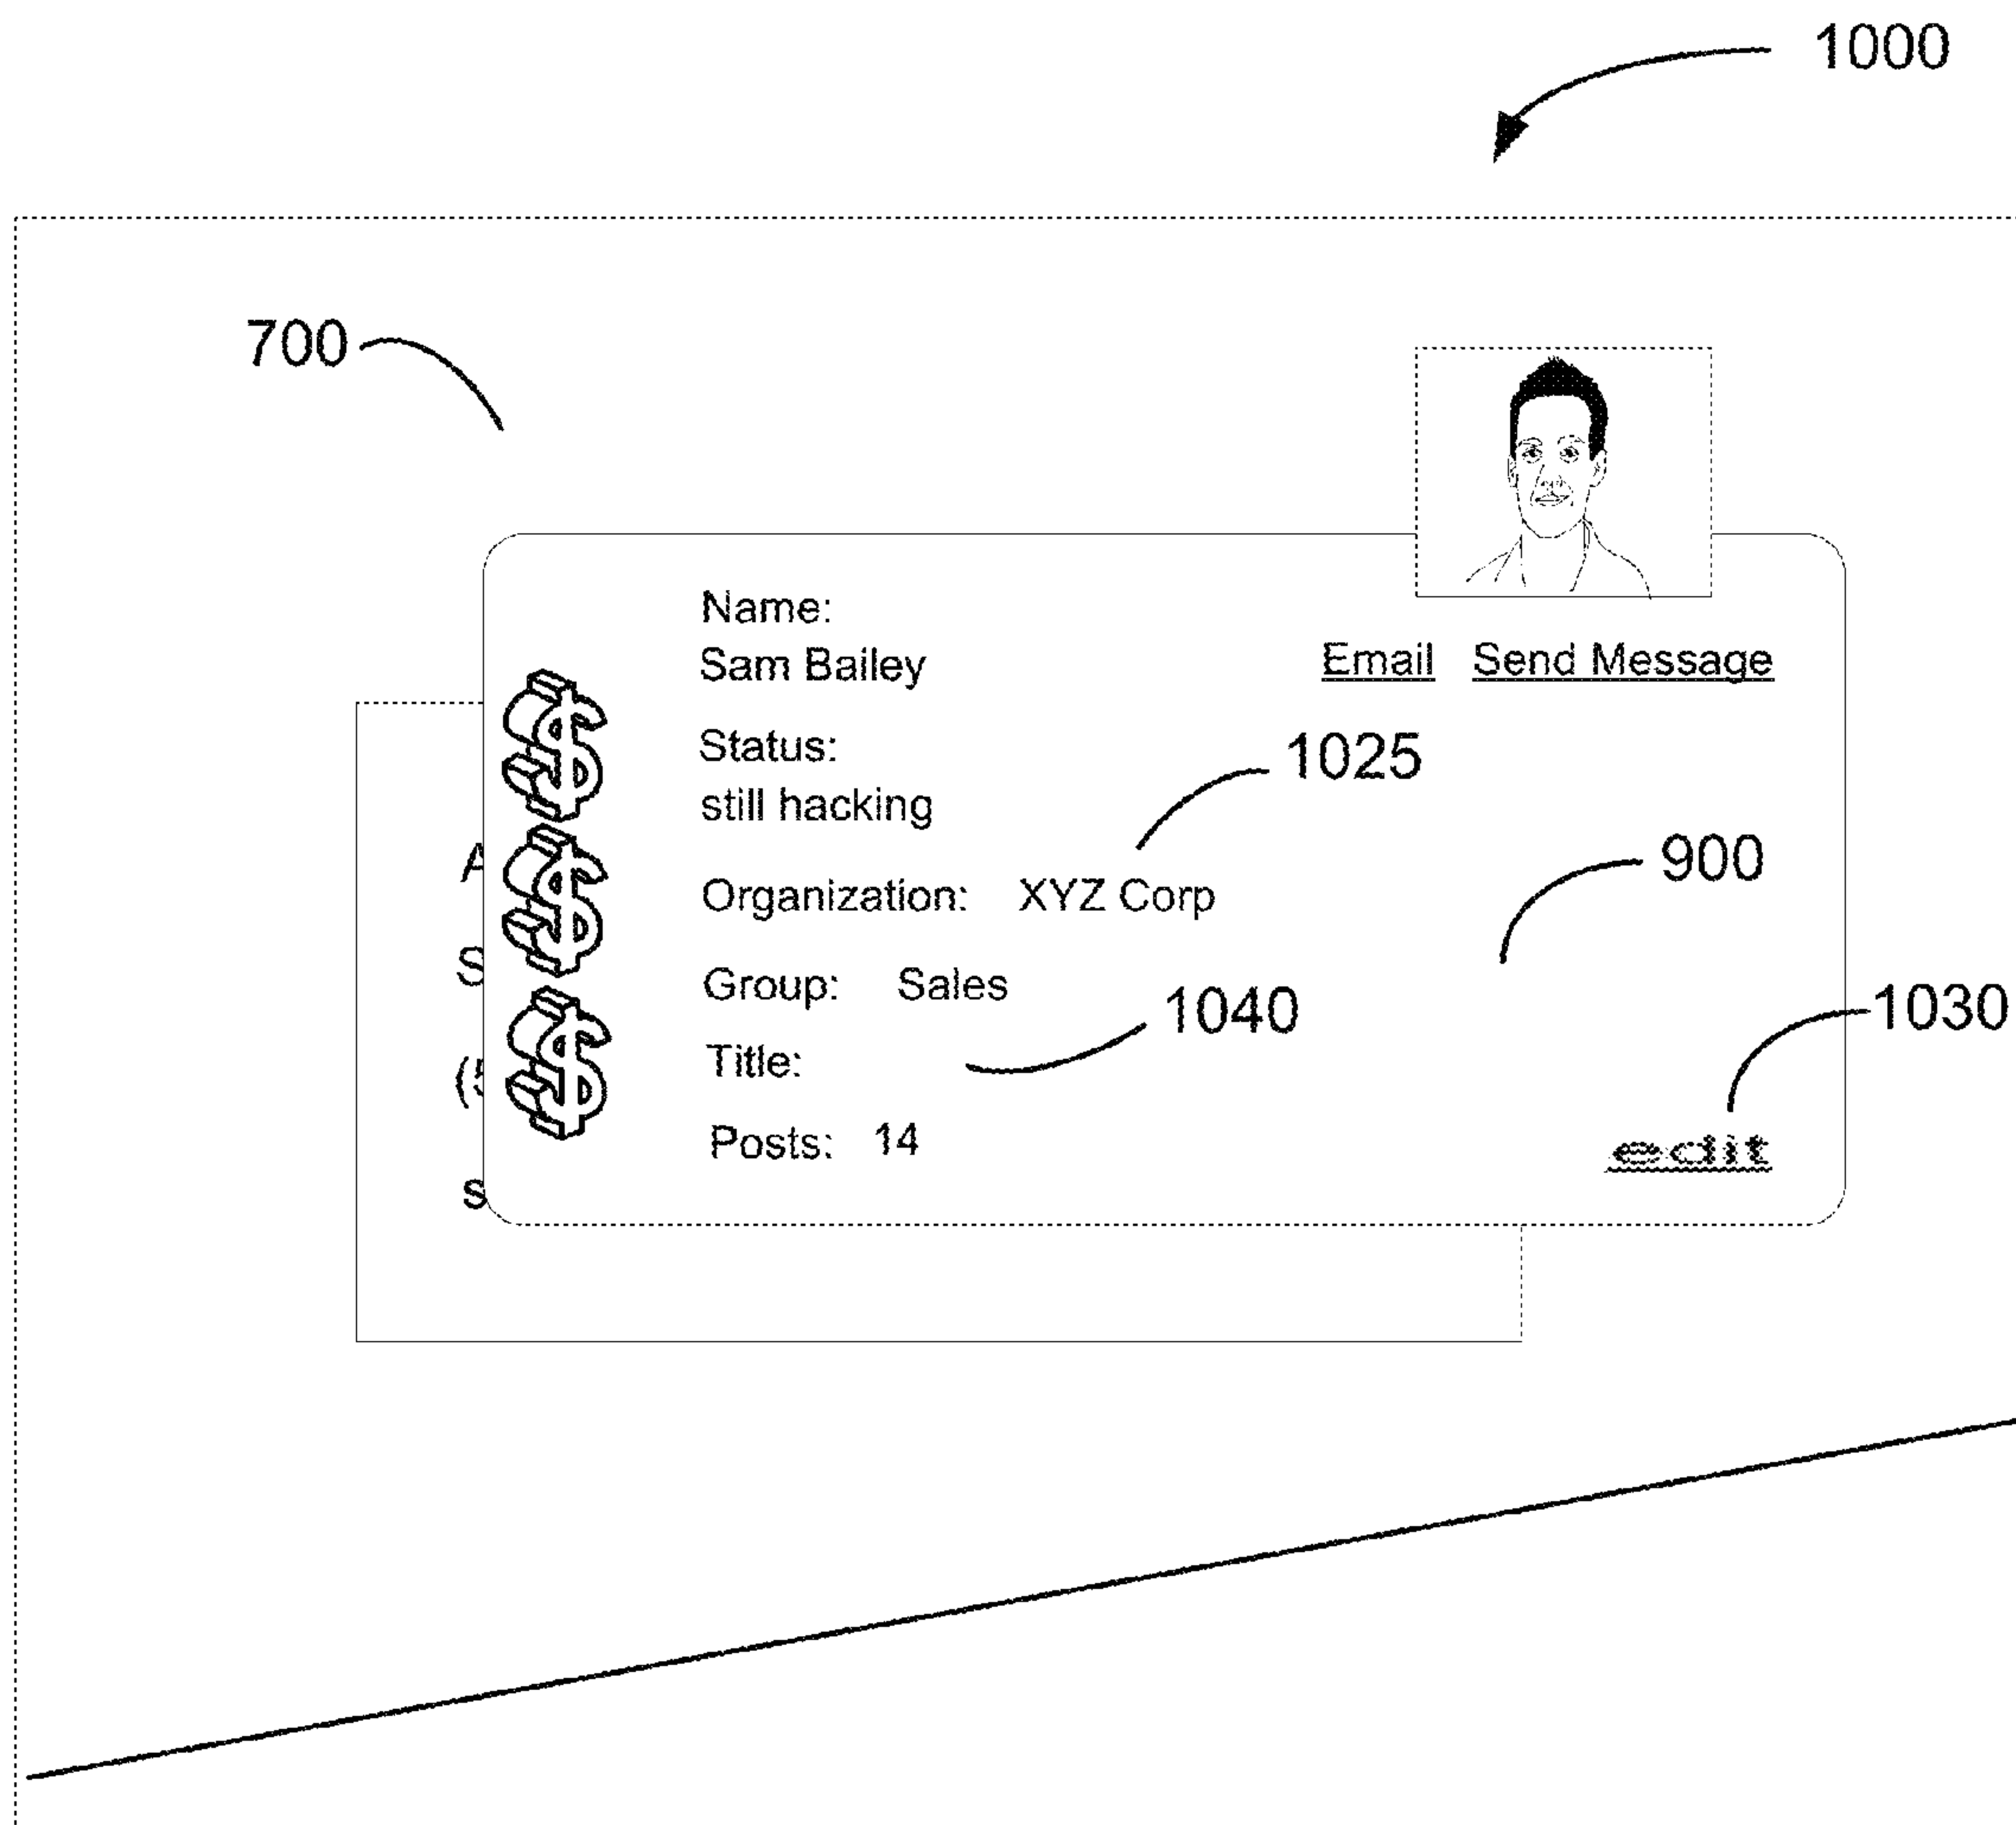 1000
700
Name:
Sam Bailey
Email Send Message
Status:
1025
still hacking
900
Organization: XYZ Corp
Group: Sales
1040
1030
Title:
Posts: 14
edit
$
$
$
A
S
(5
s